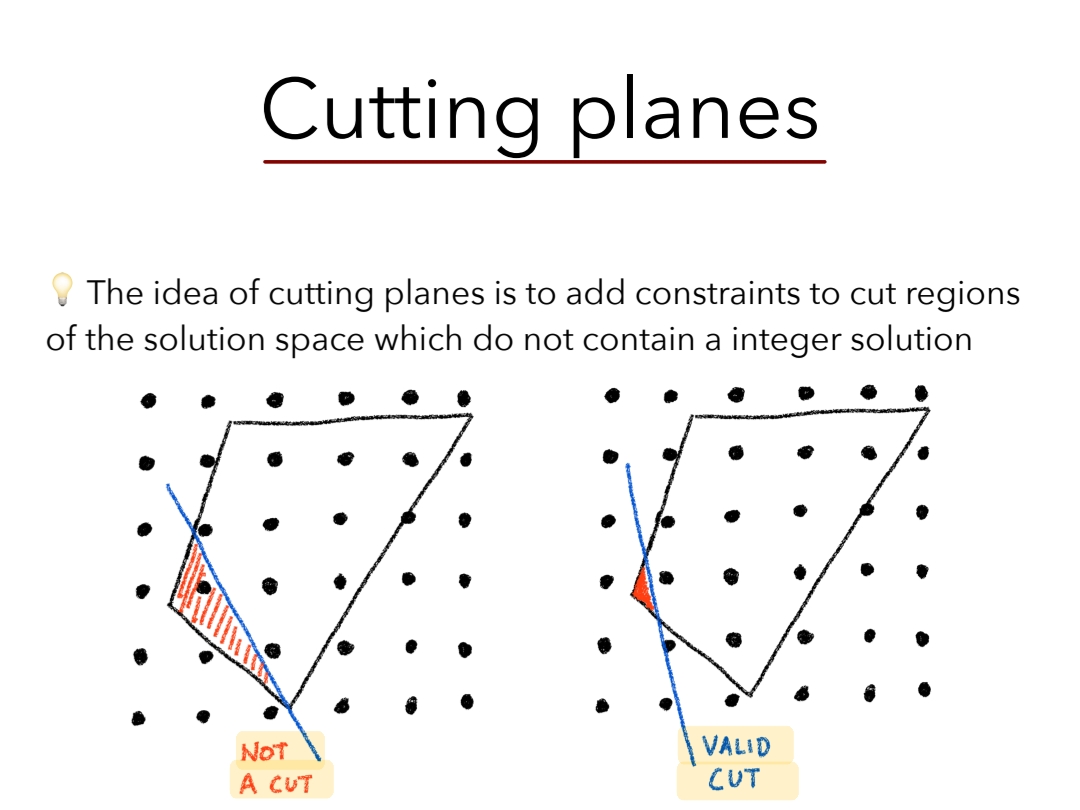 Cutting planes
💡 The idea of cutting planes is to add constraints to cut regions
of the solution space which do not contain a integer solution
NOT
A CUT
VALID
CUT